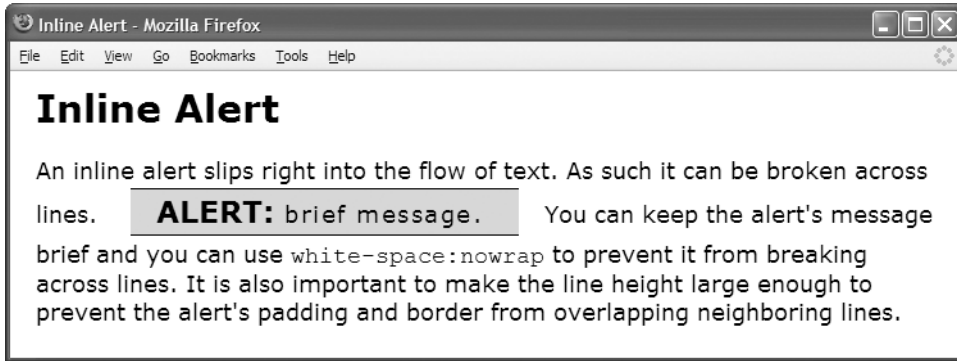 Inline Alert - Mozilla Firefox
File Edit View Go Bookmarks Tools Help
Inline Alert
An inline alert slips right into the flow of text. As such it can be broken across
lines. ALERT: brief message. You can keep the alert's message
brief and you can use white-space:nowrap to prevent it from breaking
across lines. It is also important to make the line height large enough to
prevent the alert's padding and border from overlapping neighboring lines.